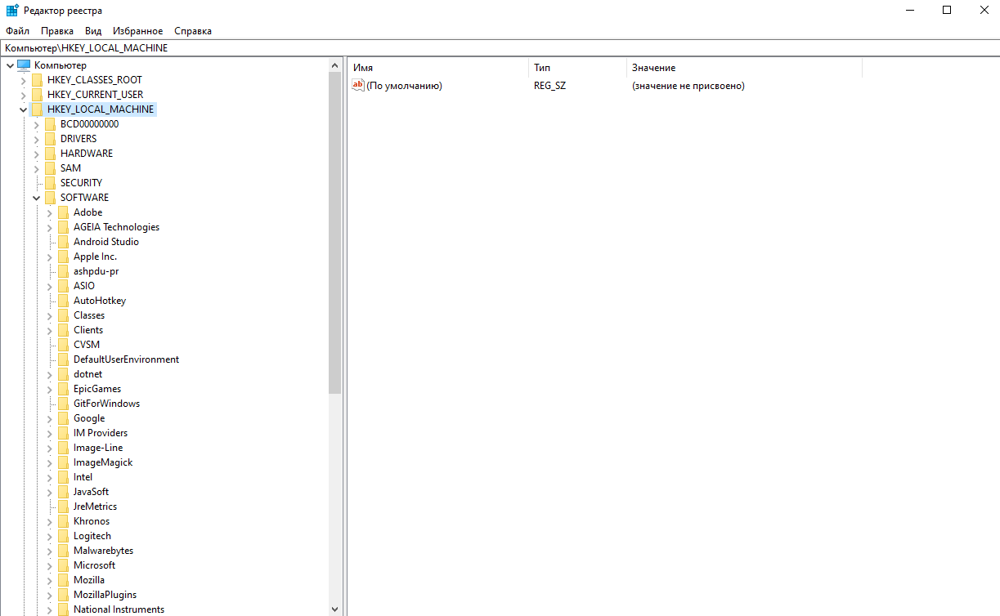 Редактор реестра
Файл Правка Вид Избранное Справка
Компьютер\HKEY_LOCAL_MACHINE
Компьютер
HKEY_CLASSES_ROOT
HKEY_CURRENT_USER
HKEY_LOCAL_MACHINE
BCD00000000
DRIVERS
HARDWARE
SAM
SECURITY
SOFTWARE
Adobe
AGEIA Technologies
Android Studio
Apple Inc.
ashpdu-pr
ASIO
AutoHotkey
Classes
Clients
CVSM
DefaultUserEnvironment
dotnet
EpicGames
GitForWindows
Google
IM Providers
Image-Line
ImageMagick
Intel
JavaSoft
JreMetrics
Khronos
Logitech
Malwarebytes
Microsoft
Mozilla
MozillaPlugins
National Instruments
Имя Тип Значение
ab (По умолчанию) REG_SZ (значение не присвоено)